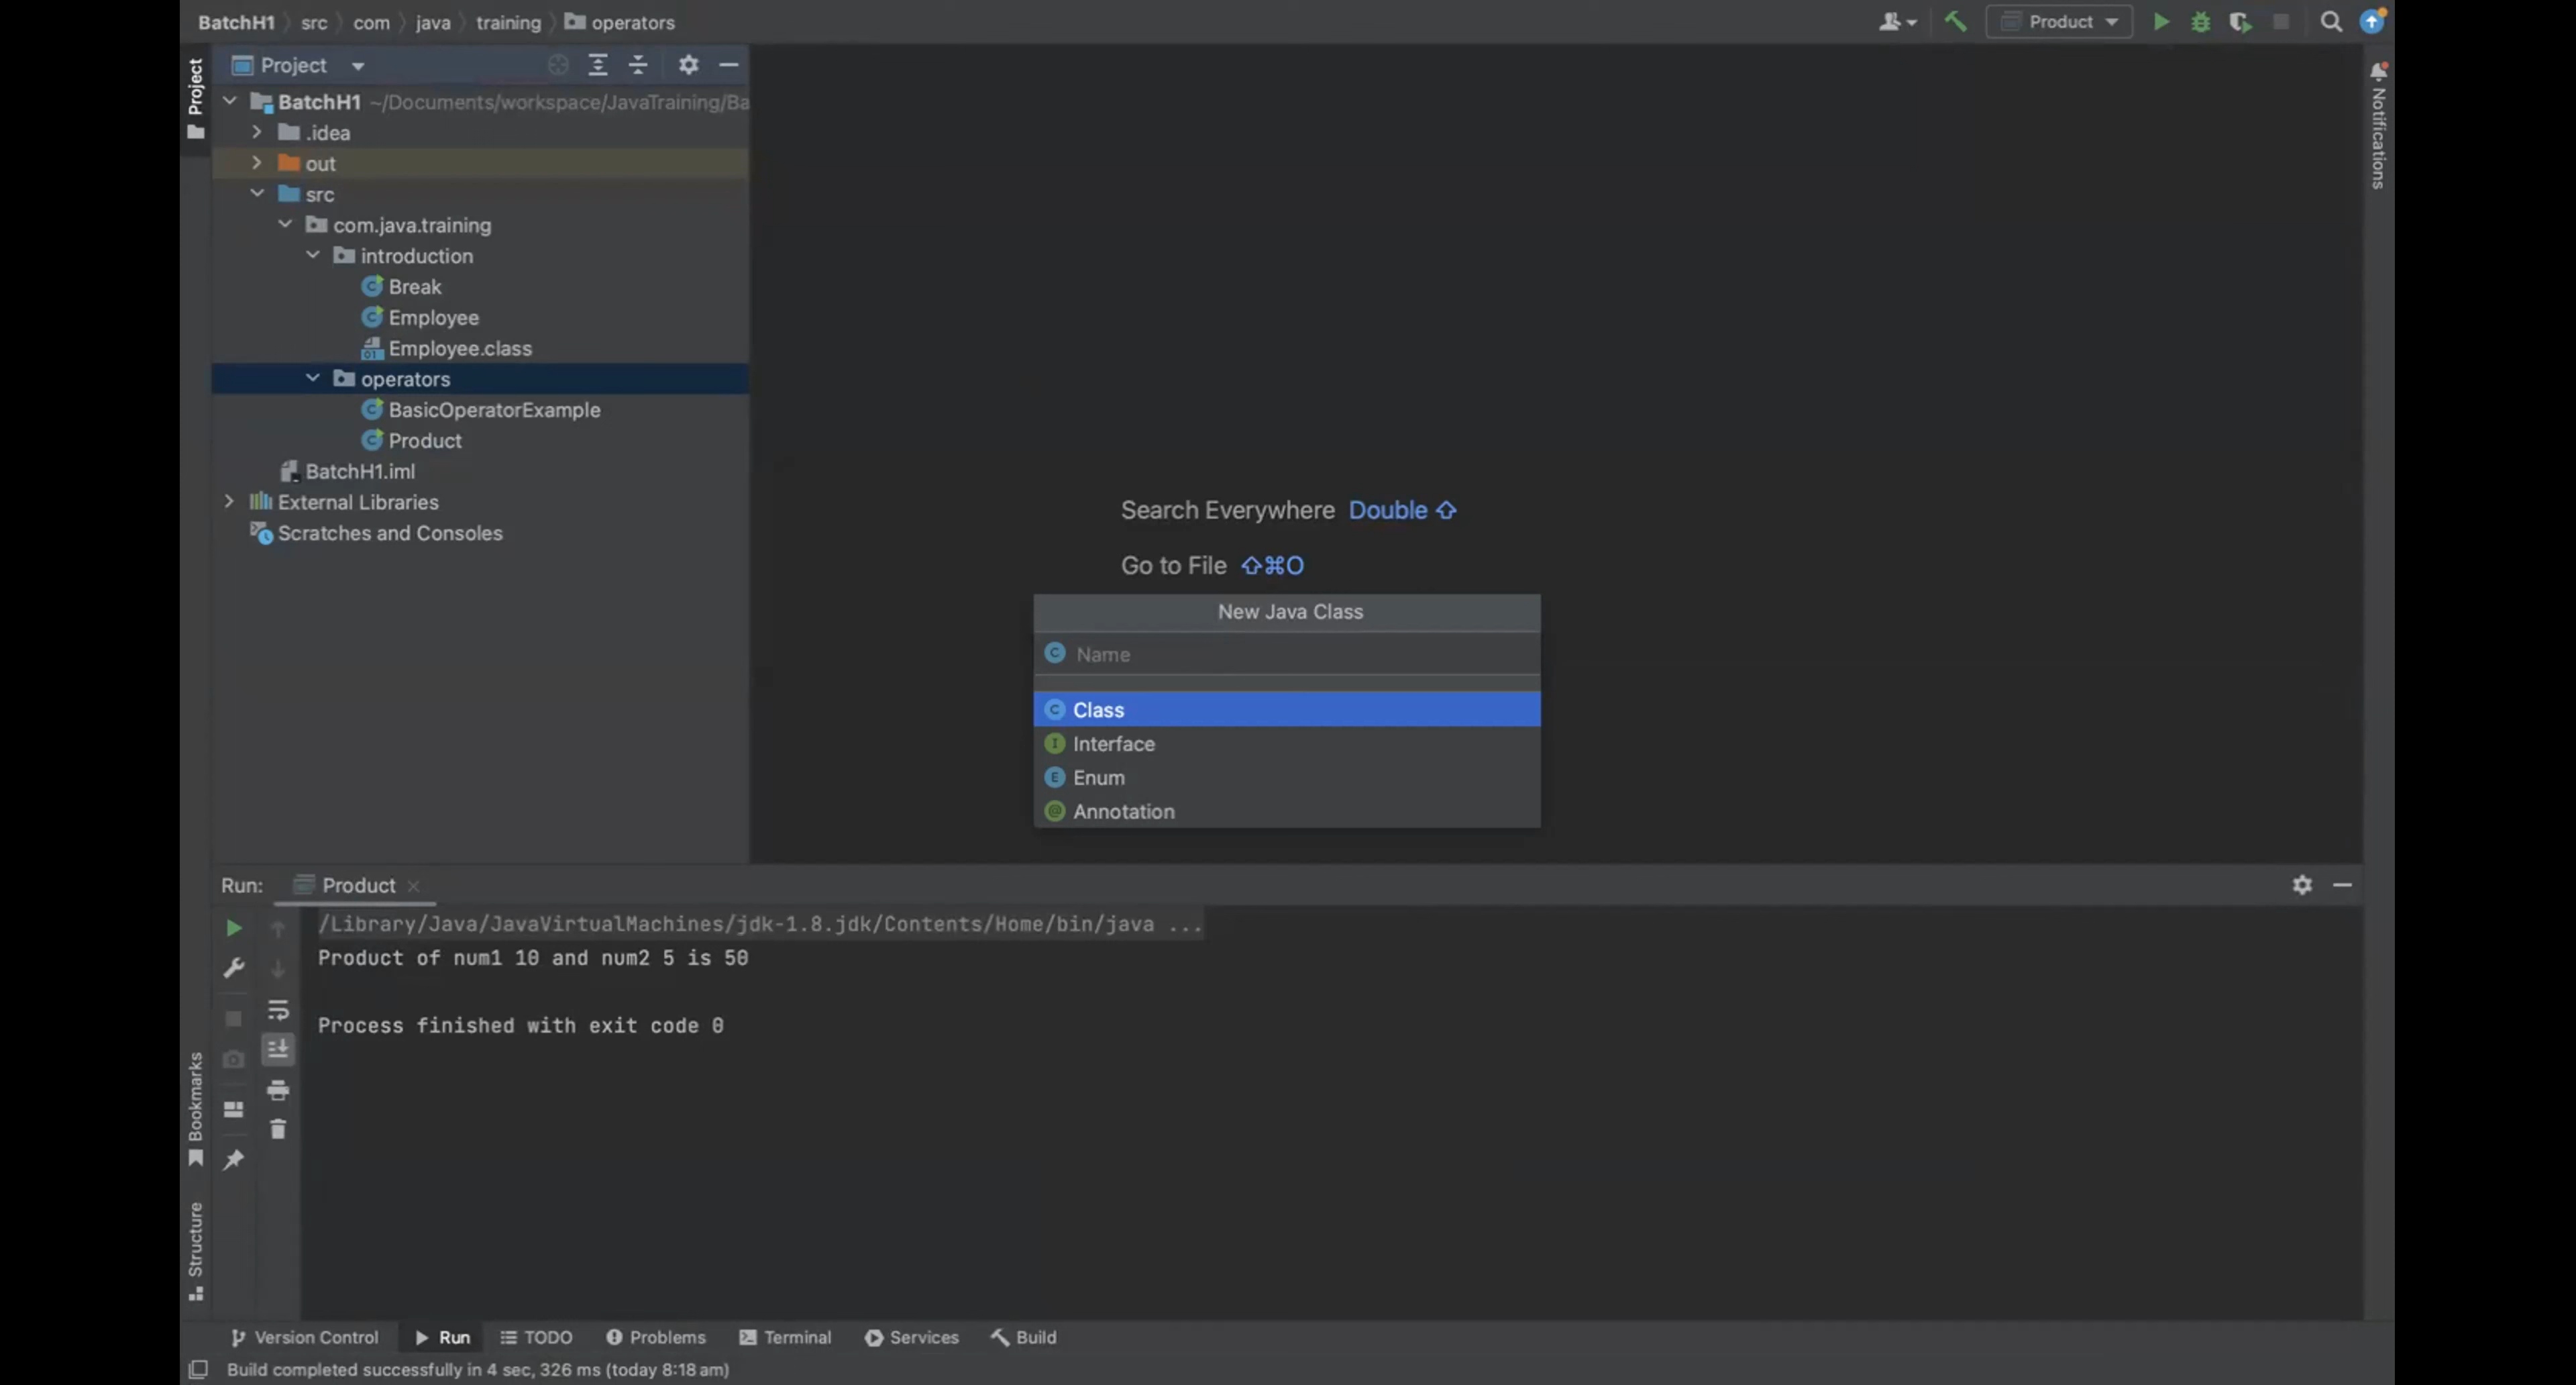 BatchH1 src com java training operators
Product
Project
Project
Notifications
BatchH1 ~/Documents/workspace/JavaTraining/Ba
.idea
out
src
com.java.training
introduction
Break
Employee
Employee.class
operators
BasicOperatorExample
Product
BatchH1.iml
External Libraries
Scratches and Consoles
Search Everywhere Double ⇧
Go to File ⇧⌘O
New Java Class
Name
Class
Interface
Enum
Annotation
Run: Product
/Library/Java/JavaVirtualMachines/jdk-1.8.jdk/Contents/Home/bin/java ...
Product of num1 10 and num2 5 is 50
Process finished with exit code 0
Bookmarks
Structure
Version Control Run TODO Problems Terminal Services Build
Build completed successfully in 4 sec, 326 ms (today 8:18 am)